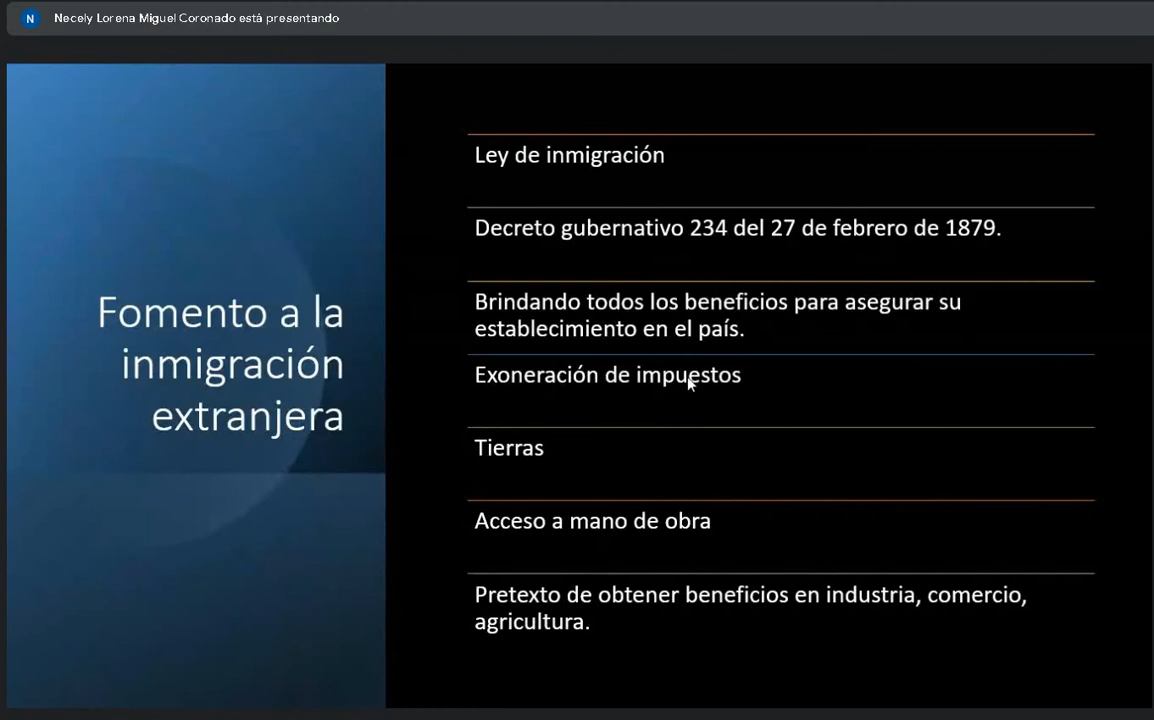 N Necely Lorena Miguel Coronado está presentando
Fomento a la
inmigración
extranjera
Ley de inmigración
Decreto gubernativo 234 del 27 de febrero de 1879.
Brindando todos los beneficios para asegurar su
establecimiento en el país.
Exoneración de impuestos
Tierras
Acceso a mano de obra
Pretexto de obtener beneficios en industria, comercio,
agricultura.